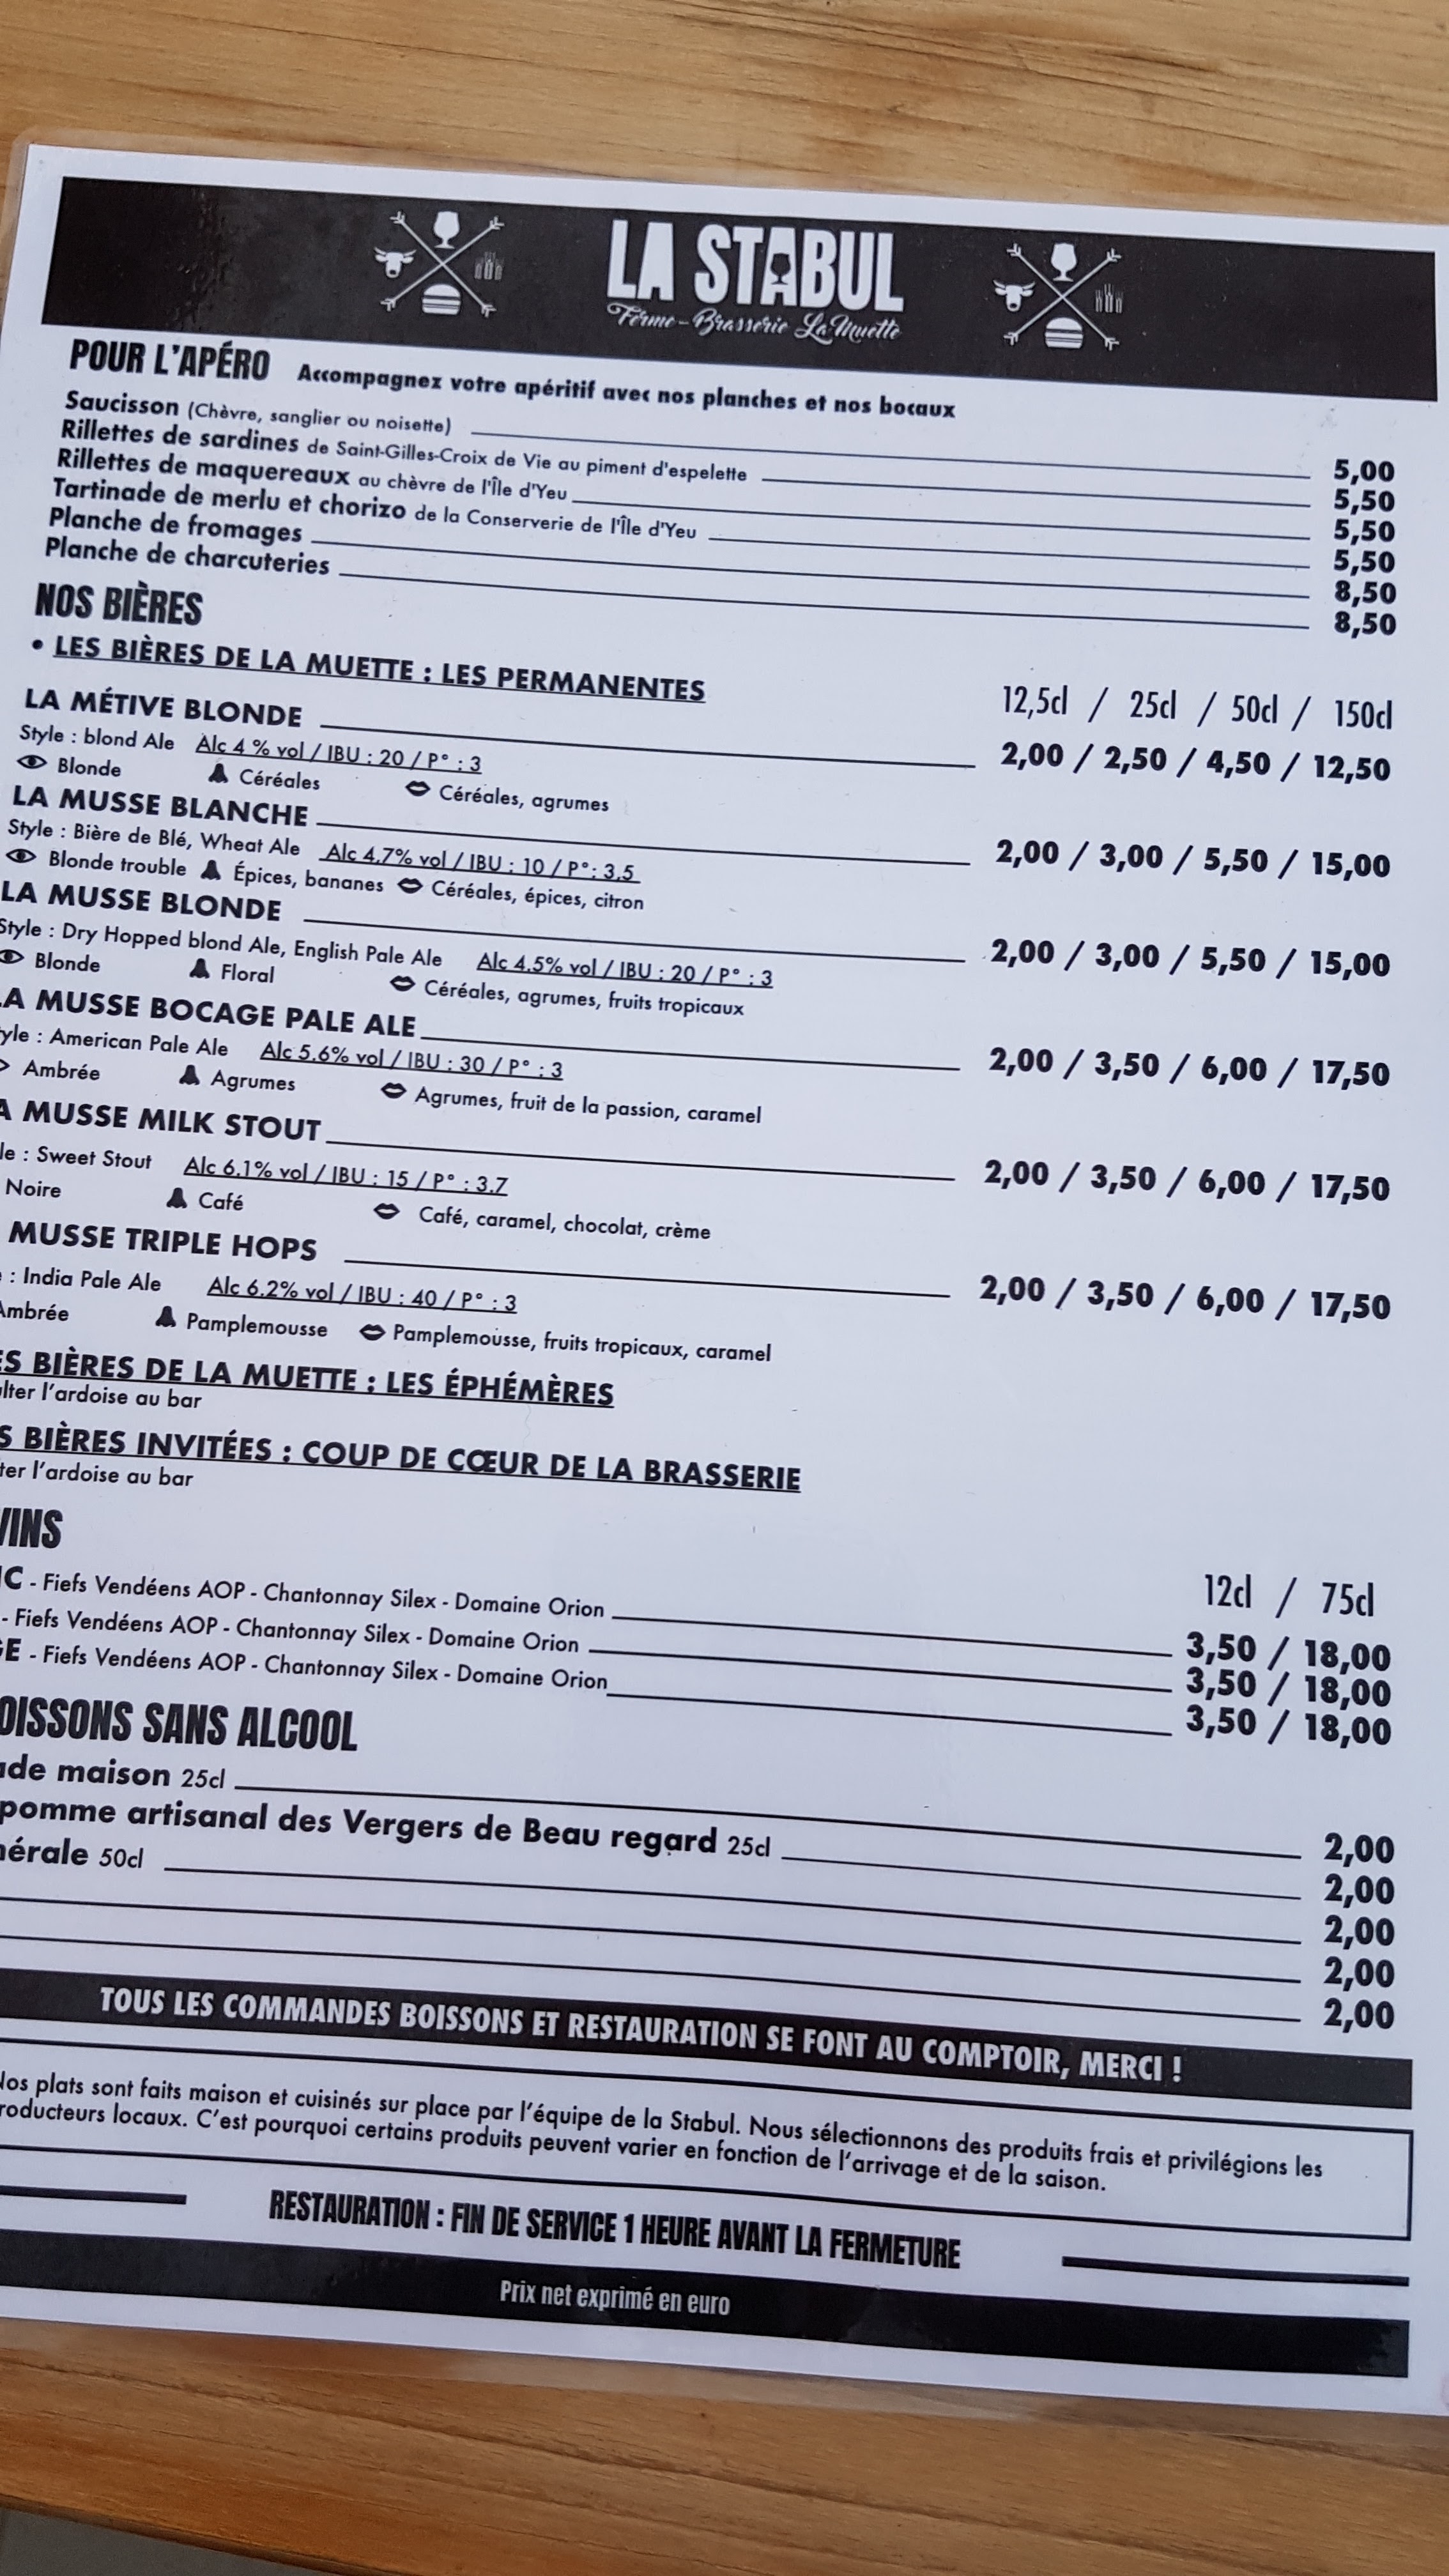 LA STABUL
Ferme-Brasserie La Muette
POUR L'APÉRO Accompagnez votre apéritif avec nos planches et nos bocaux
Saucisson (Chèvre, sanglier ou noisette) 5,00
Rillettes de sardines de Saint-Gilles-Croix de Vie au piment d'espelette 5,50
Rillettes de maquereaux au chèvre de l'Île d'Yeu 5,50
Tartinade de merlu et chorizo de la Conserverie de l'Île d'Yeu 5,50
Planche de fromages 8,50
Planche de charcuteries 8,50
NOS BIÈRES
• LES BIÈRES DE LA MUETTE : LES PERMANENTES 12,5cl / 25cl / 50cl / 150cl
LA MÉTIVE BLONDE 2,00 / 2,50 / 4,50 / 12,50
Style : blond Ale Alc 4 % vol / IBU : 20 / P° : 3
Blonde Céréales Céréales, agrumes
LA MUSSE BLANCHE 2,00 / 3,00 / 5,50 / 15,00
Style : Bière de Blé, Wheat Ale Alc 4.7% vol / IBU : 10 / P°: 3.5
Blonde trouble Épices, bananes Céréales, épices, citron
LA MUSSE BLONDE 2,00 / 3,00 / 5,50 / 15,00
Style : Dry Hopped blond Ale, English Pale Ale Alc 4.5% vol / IBU : 20 / P° : 3
Blonde Floral Céréales, agrumes, fruits tropicaux
LA MUSSE BOCAGE PALE ALE 2,00 / 3,50 / 6,00 / 17,50
yle : American Pale Ale Alc 5.6% vol / IBU : 30 / P° : 3
Ambrée Agrumes Agrumes, fruit de la passion, caramel
A MUSSE MILK STOUT 2,00 / 3,50 / 6,00 / 17,50
le : Sweet Stout Alc 6.1% vol / IBU : 15 / P° : 3.7
Noire Café Café, caramel, chocolat, crème
MUSSE TRIPLE HOPS 2,00 / 3,50 / 6,00 / 17,50
e : India Pale Ale Alc 6.2% vol / IBU : 40 / P° : 3
Ambrée Pamplemousse Pamplemousse, fruits tropicaux, caramel
ES BIÈRES DE LA MUETTE : LES ÉPHÉMÈRES
ulter l'ardoise au bar
S BIÈRES INVITÉES : COUP DE CŒUR DE LA BRASSERIE
ter l'ardoise au bar
VINS 12cl / 75cl
C - Fiefs Vendéens AOP - Chantonnay Silex - Domaine Orion 3,50 / 18,00
- Fiefs Vendéens AOP - Chantonnay Silex - Domaine Orion 3,50 / 18,00
GE - Fiefs Vendéens AOP - Chantonnay Silex - Domaine Orion 3,50 / 18,00
OISSONS SANS ALCOOL
ade maison 25cl 2,00
pomme artisanal des Vergers de Beau regard 25cl 2,00
nérale 50cl 2,00
2,00
2,00
TOUS LES COMMANDES BOISSONS ET RESTAURATION SE FONT AU COMPTOIR, MERCI !
Nos plats sont faits maison et cuisinés sur place par l'équipe de la Stabul. Nous sélectionnons des produits frais et privilégions les
roducteurs locaux. C'est pourquoi certains produits peuvent varier en fonction de l'arrivage et de la saison.
RESTAURATION : FIN DE SERVICE 1 HEURE AVANT LA FERMETURE
Prix net exprimé en euro